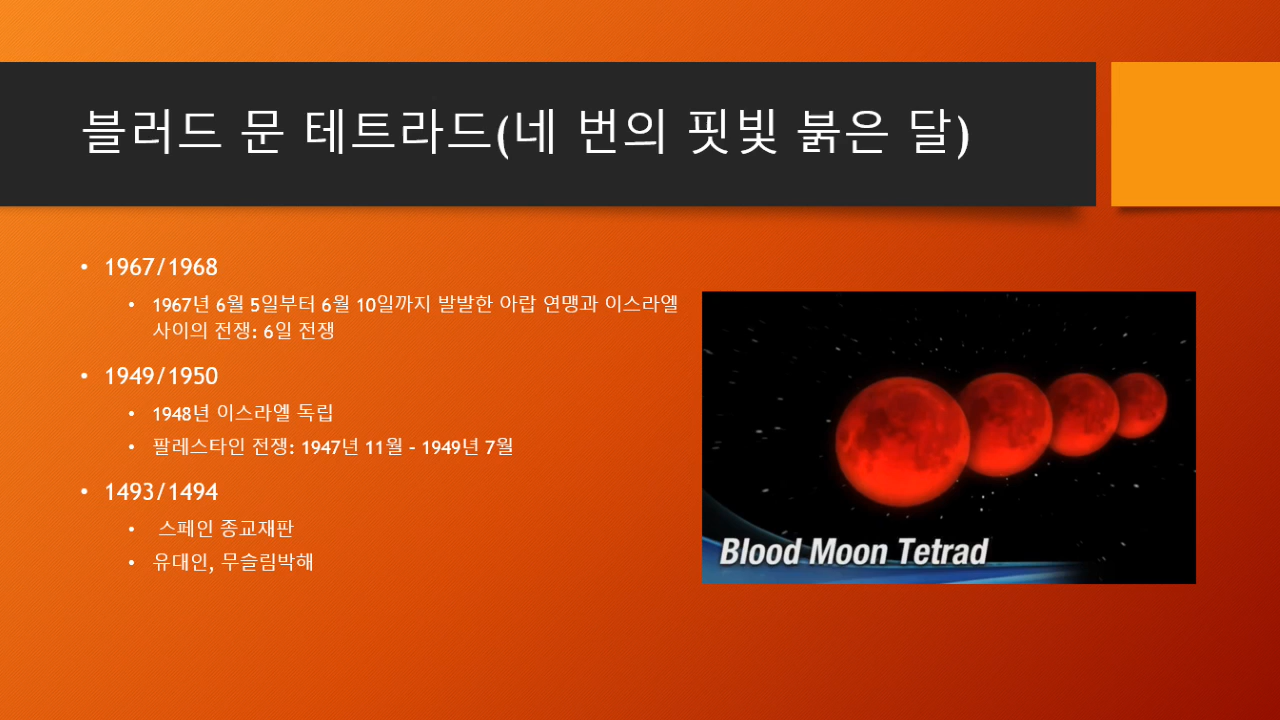 블러드 문 테트라드(네 번의 핏빛 붉은 달)
• 1967/1968
• 1967년 6월 5일부터 6월 10일까지 발발한 아랍 연맹과 이스라엘
사이의 전쟁: 6일 전쟁
• 1949/1950
• 1948년 이스라엘 독립
• 팔레스타인 전쟁: 1947년 11월 - 1949년 7월
• 1493/1494
• 스페인 종교재판
• 유대인, 무슬림박해
Blood Moon Tetrad